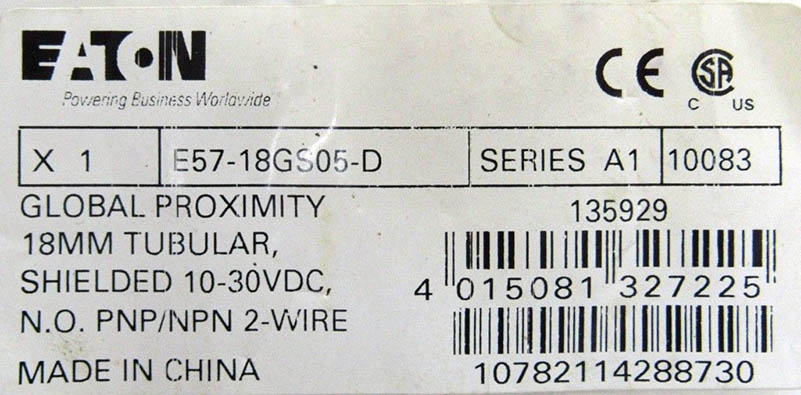 EATON
Powering Business Worldwide
CE SA
C US
X 1 E57-18GS05-D SERIES A1 10083
GLOBAL PROXIMITY
18MM TUBULAR,
SHIELDED 10-30VDC,
N.O. PNP/NPN 2-WIRE
MADE IN CHINA
135929
4 015081 327225
10782114288730